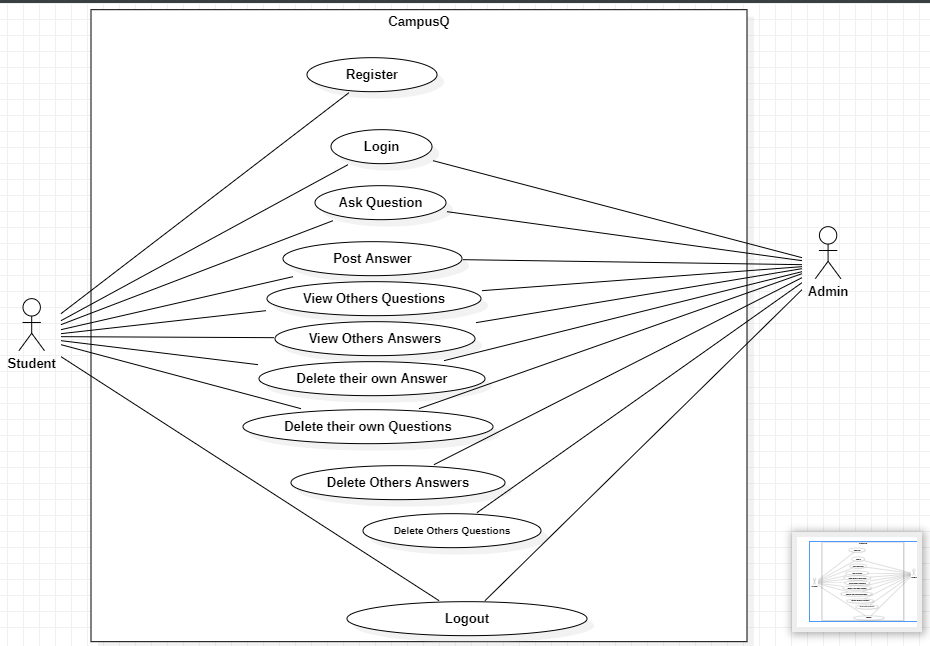 CampusQ
Register
Login
Ask Question
Post Answer
View Others Questions
View Others Answers
Delete their own Answer
Delete their own Questions
Delete Others Answers
Delete Others Questions
Logout
Student
Admin